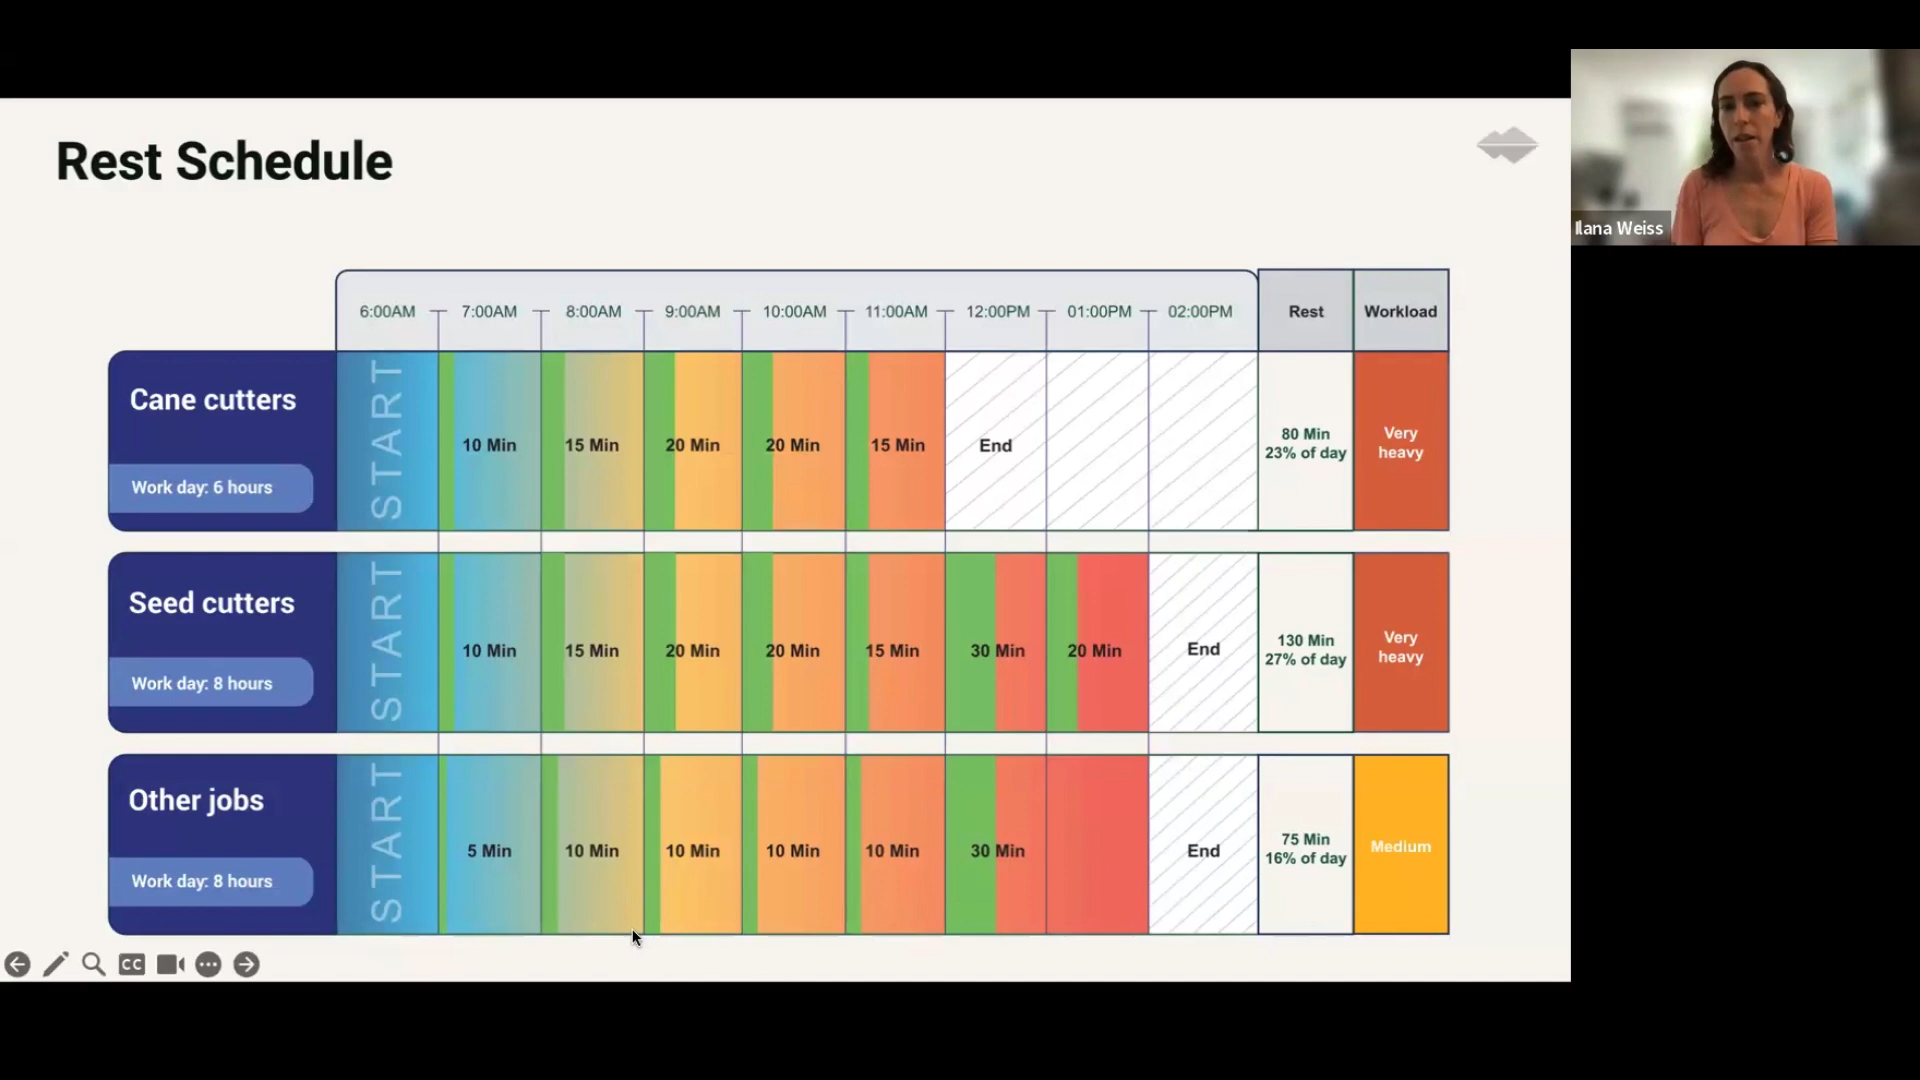 Rest Schedule
Ilana Weiss
6:00AM 7:00AM 8:00AM 9:00AM 10:00AM 11:00AM 12:00PM 01:00PM 02:00PM Rest Workload
Cane cutters
Work day: 6 hours
START
10 Min 15 Min 20 Min 20 Min 15 Min End
80 Min
23% of day
Very
heavy
Seed cutters
Work day: 8 hours
START
10 Min 15 Min 20 Min 20 Min 15 Min 30 Min 20 Min End
130 Min
27% of day
Very
heavy
Other jobs
Work day: 8 hours
START
5 Min 10 Min 10 Min 10 Min 10 Min 30 Min End
75 Min
16% of day
Medium
CC